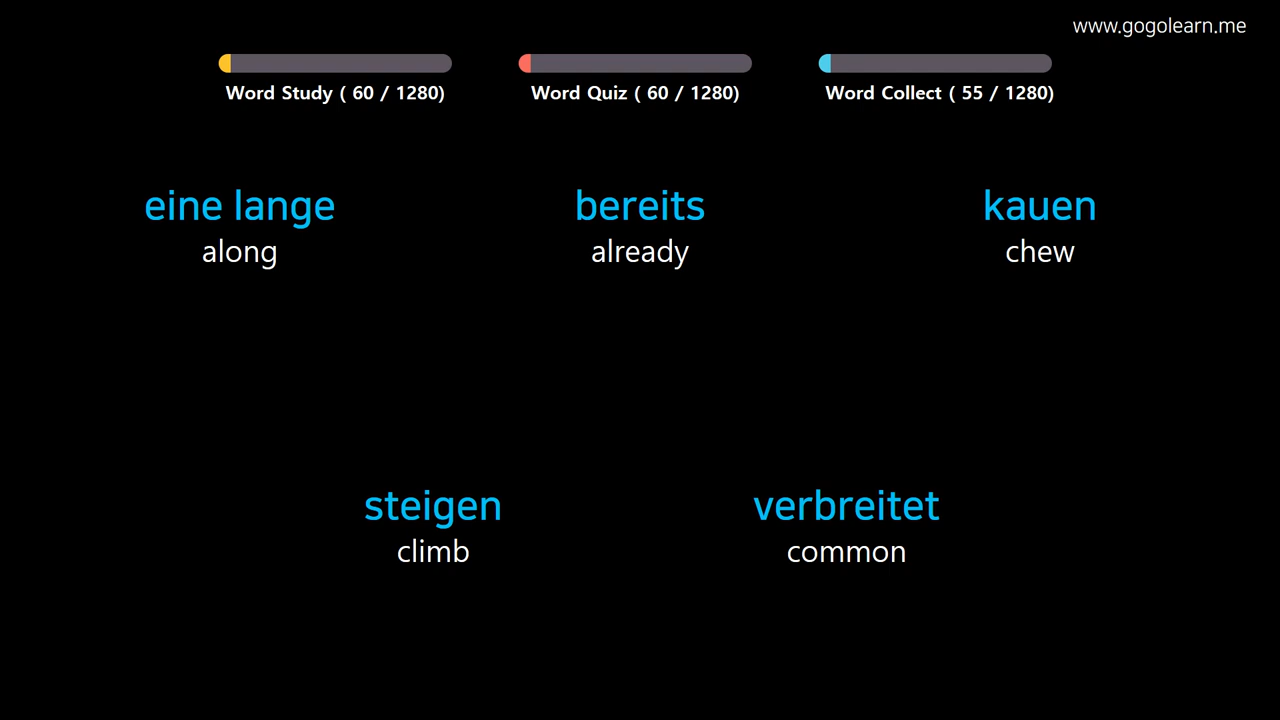 www.gogolearn.me
Word Study ( 60 / 1280)
Word Quiz ( 60 / 1280)
Word Collect ( 55 / 1280)
eine lange
along
bereits
already
kauen
chew
steigen
climb
verbreitet
common